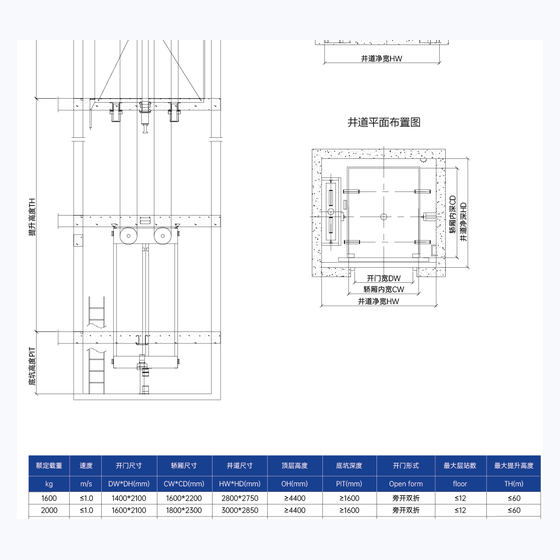 井道净宽HW
井道平面布置图
提升高度TH
底坑高度PIT
轿厢内深CD
井道净深HD
开门宽DW
轿厢内宽CW
井道净宽HW
额定载量 速度 开门尺寸 轿厢尺寸 井道尺寸 顶层高度 底坑深度 开门形式 最大层站数 最大提升高度
kg m/s DW*DH(mm) CW*CD(mm) HW*HD(mm) OH(mm) PIT(mm) Open form floor TH(m)
1600 ≤1.0 1400*2100 1600*2200 2800*2750 ≥4400 ≥1600 旁开双折 ≤12 ≤60
2000 ≤1.0 1600*2100 1800*2300 3000*2850 ≥4400 ≥1600 旁开双折 ≤12 ≤60